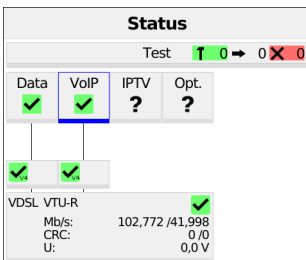 Status
Test 0 0 0
Data VoIP IPTV Opt.
? ?
V4 V4
VDSL VTU-R
Mb/s: 102,772 /41,998
CRC: 0 /0
U: 0,0 V